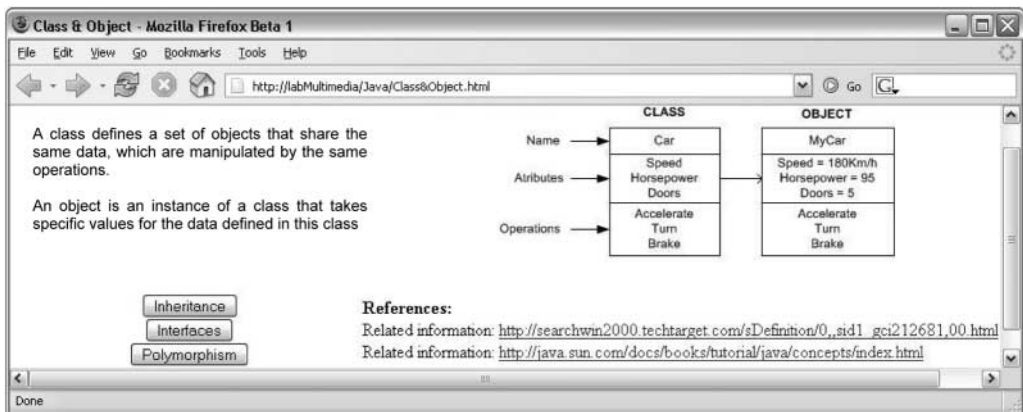 Class & Object - Mozilla Firefox Beta 1
File Edit View Go Bookmarks Tools Help
http://labMultimedia/Java/Class&Object.html
Go
G
A class defines a set of objects that share the
same data, which are manipulated by the same
operations.
An object is an instance of a class that takes
specific values for the data defined in this class
CLASS OBJECT
Name Car MyCar
Atributes
Speed
Horsepower
Doors
Speed = 180Km/h
Horsepower = 95
Doors = 5
Operations
Accelerate
Turn
Brake
Accelerate
Turn
Brake
Inheritance
Interfaces
Polymorphism
References:
Related information: http://searchwin2000.techtarget.com/sDefinition/0,,sid1_gci212681,00.html
Related information: http://java.sun.com/docs/books/tutorial/java/concepts/index.html
Done